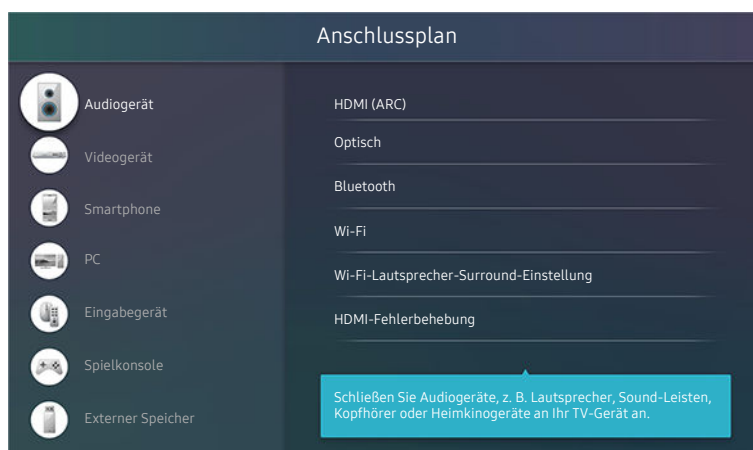 Anschlussplan
Audiogerät
Videogerät
Smartphone
PC
Eingabegerät
Spielkonsole
Externer Speicher
HDMI (ARC)
Optisch
Bluetooth
Wi-Fi
Wi-Fi-Lautsprecher-Surround-Einstellung
HDMI-Fehlerbehebung
Schließen Sie Audiogeräte, z. B. Lautsprecher, Sound-Leisten,
Kopfhörer oder Heimkinogeräte an Ihr TV-Gerät an.